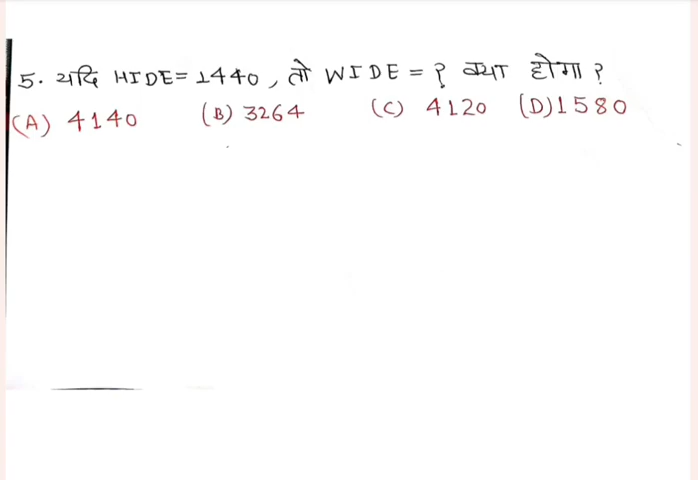 5. यदि HIDE = 1440, तो WIDE = ? क्या होगा ?
(A) 4140 (B) 3264 (C) 4120 (D) 1580